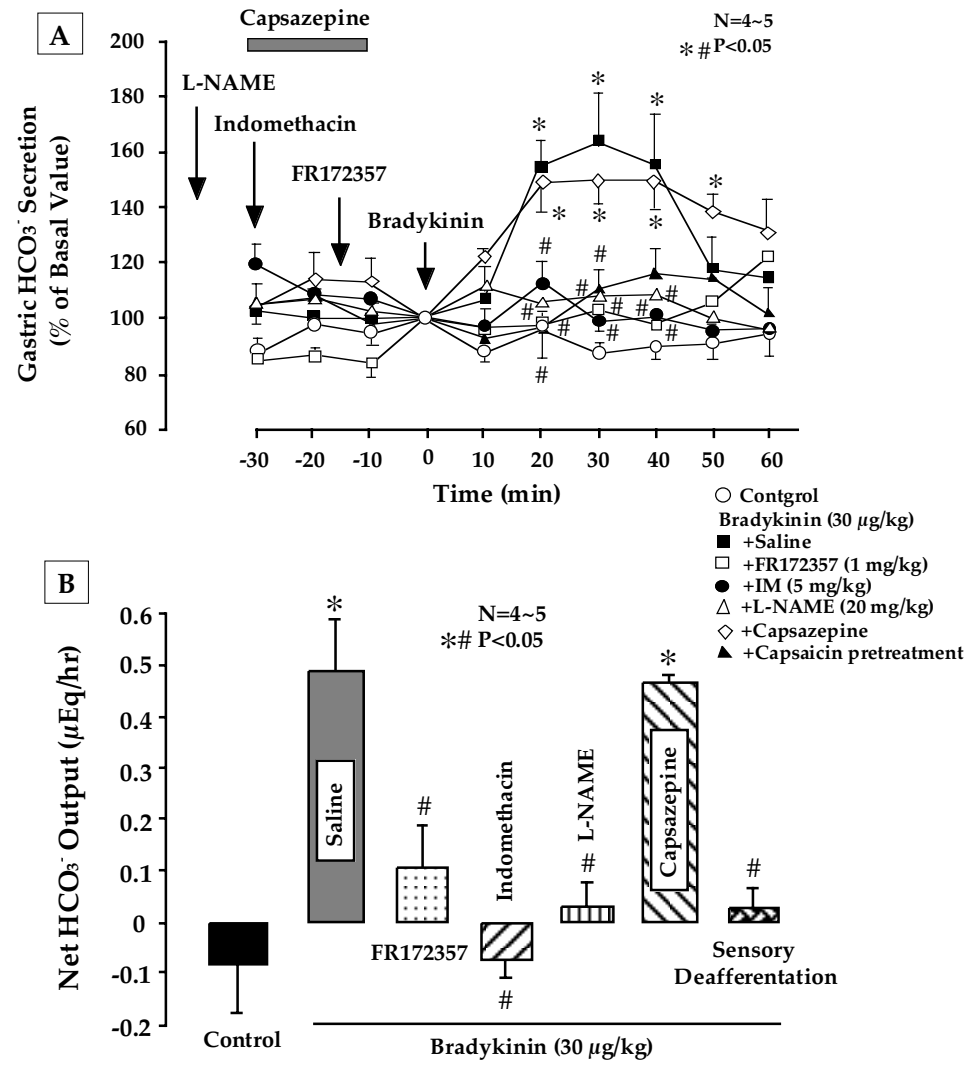 A
Capsazepine
N=4~5
*# P<0.05
L-NAME
Indomethacin
FR172357
Bradykinin
Gastric HCO₃⁻ Secretion
(% of Basal Value)
200
180
160
140
120
100
80
60
* * *
*
* * *
# #
# # # # #
# # # #
#
-30 -20 -10 0 10 20 30 40 50 60
Time (min)
Contgrol
Bradykinin (30 µg/kg)
+Saline
+FR172357 (1 mg/kg)
+IM (5 mg/kg)
+L-NAME (20 mg/kg)
+Capsazepine
+Capsaicin pretreatment
B
N=4~5
*# P<0.05
Net HCO₃⁻ Output (µEq/hr)
0.6
0.5
0.4
0.3
0.2
0.1
0
-0.1
-0.2
*
Saline
#
FR172357
Indomethacin
#
L-NAME
#
*
Capsazepine
#
Sensory
Deafferentation
Control
Bradykinin (30 µg/kg)